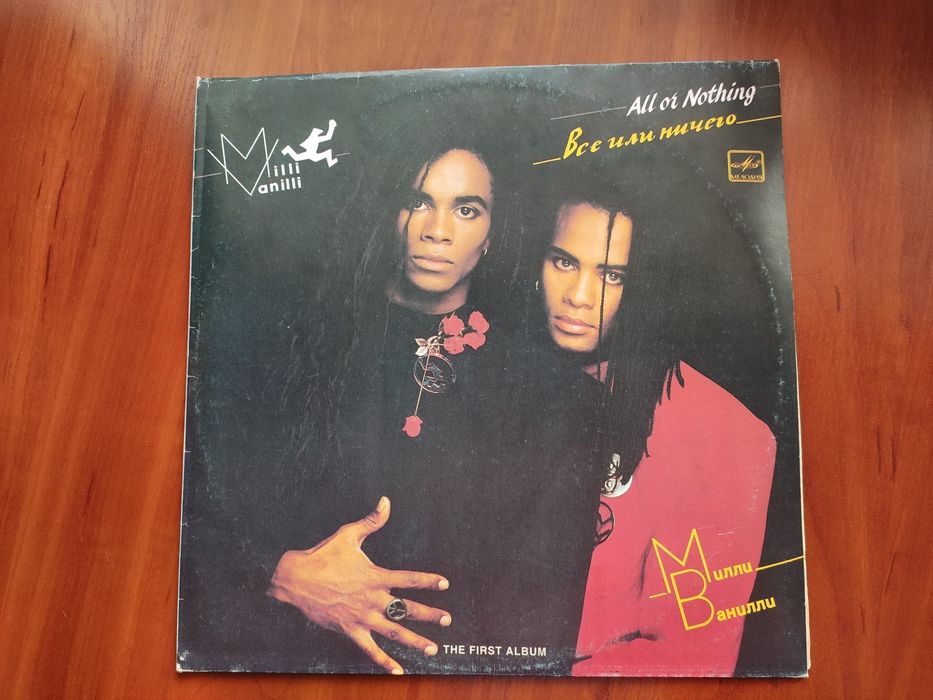 All or Nothing
Все или ничего
МЕЛОДИЯ
Milli
Vanilli
Милли
Ванилли
THE FIRST ALBUM